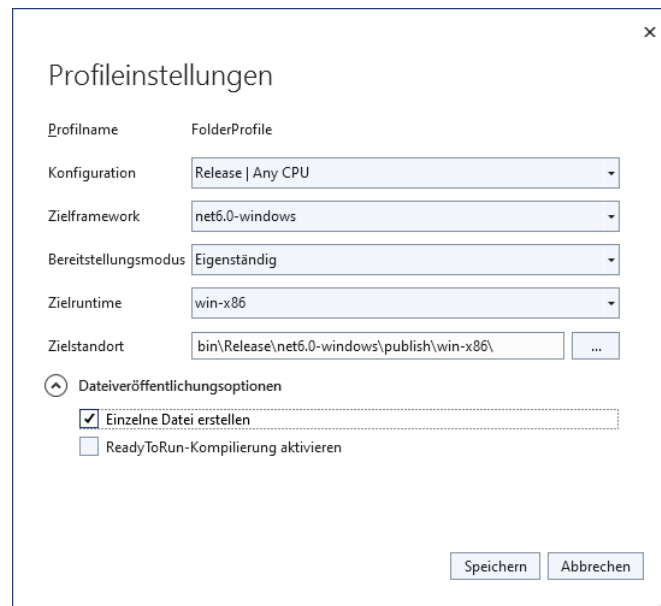 Profileinstellungen
Profilname FolderProfile
Konfiguration Release | Any CPU
Zielframework net6.0-windows
Bereitstellungsmodus Eigenständig
Zielruntime win-x86
Zielstandort bin\Release\net6.0-windows\publish\win-x86\ ...
Dateiveröffentlichungsoptionen
Einzelne Datei erstellen
ReadyToRun-Kompilierung aktivieren
Speichern Abbrechen